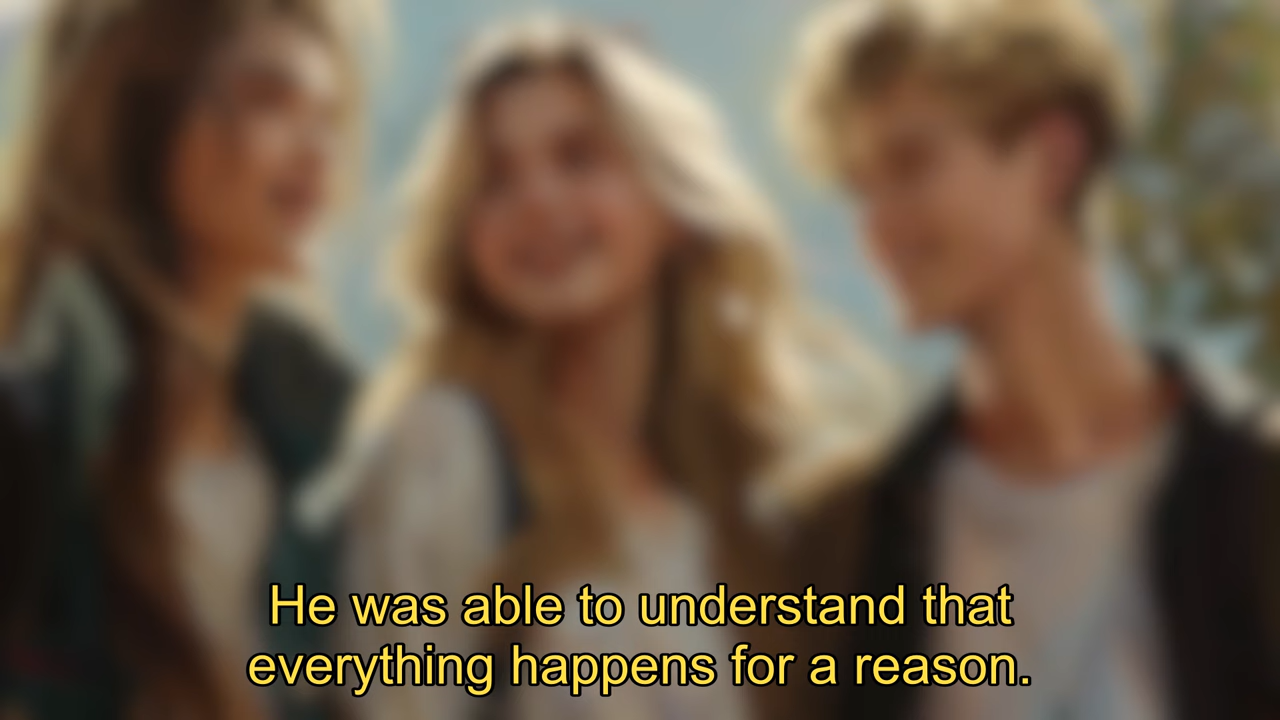 He was able to understand that
everything happens for a reason.